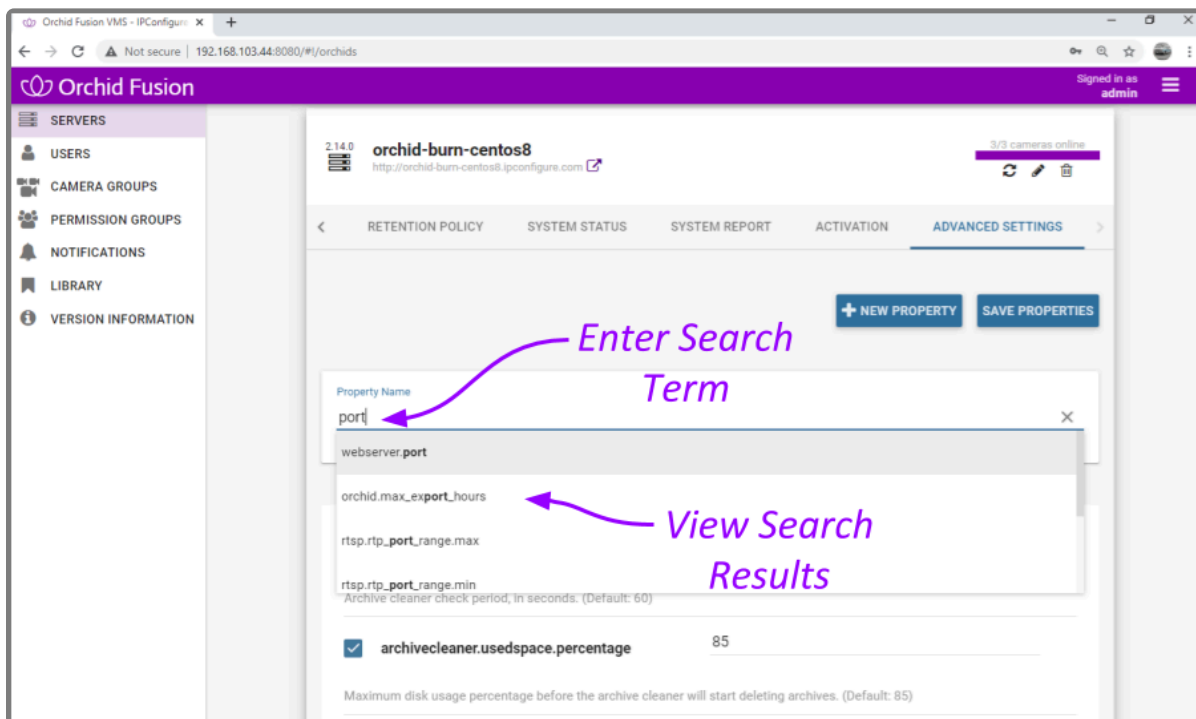 Orchid Fusion VMS - IPConfigure
Not secure | 192.168.103.44:8080/#!/orchids
Orchid Fusion
Signed in as
admin
SERVERS
USERS
CAMERA GROUPS
PERMISSION GROUPS
NOTIFICATIONS
LIBRARY
VERSION INFORMATION
2.14.0
orchid-burn-centos8
http://orchid-burn-centos8.ipconfigure.com
3/3 cameras online
RETENTION POLICY
SYSTEM STATUS
SYSTEM REPORT
ACTIVATION
ADVANCED SETTINGS
NEW PROPERTY
SAVE PROPERTIES
Enter Search
Term
Property Name
port
webserver.port
orchid.max_export_hours
View Search
Results
rtsp.rtp_port_range.max
rtsp.rtp_port_range.min
Archive cleaner check period, in seconds. (Default: 60)
archivecleaner.usedspace.percentage
85
Maximum disk usage percentage before the archive cleaner will start deleting archives. (Default: 85)